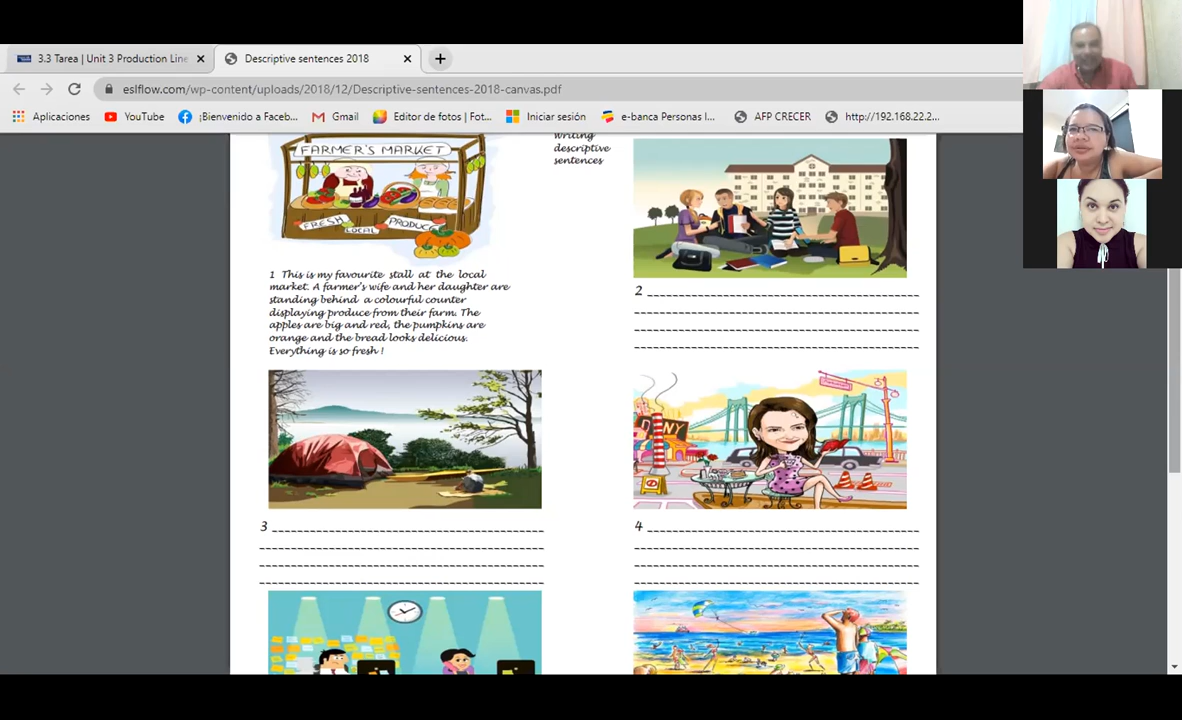 3.3 Tarea | Unit 3 Production Line
Descriptive sentences 2018
eslflow.com/wp-content/uploads/2018/12/Descriptive-sentences-2018-canvas.pdf
Aplicaciones
YouTube
¡Bienvenido a Faceb...
Gmail
Editor de fotos | Fot...
Iniciar sesión
e-banca Personas I...
AFP CRECER
http://192.168.22.2...
writing
descriptive
sentences
FARMER'S MARKET
FRESH
LOCAL
PRODUCE
1 This is my favourite stall at the local
market. A farmer's wife and her daughter are
standing behind a colourful counter
displaying produce from their farm. The
apples are big and red, the pumpkins are
orange and the bread looks delicious.
Everything is so fresh !
2
3
4